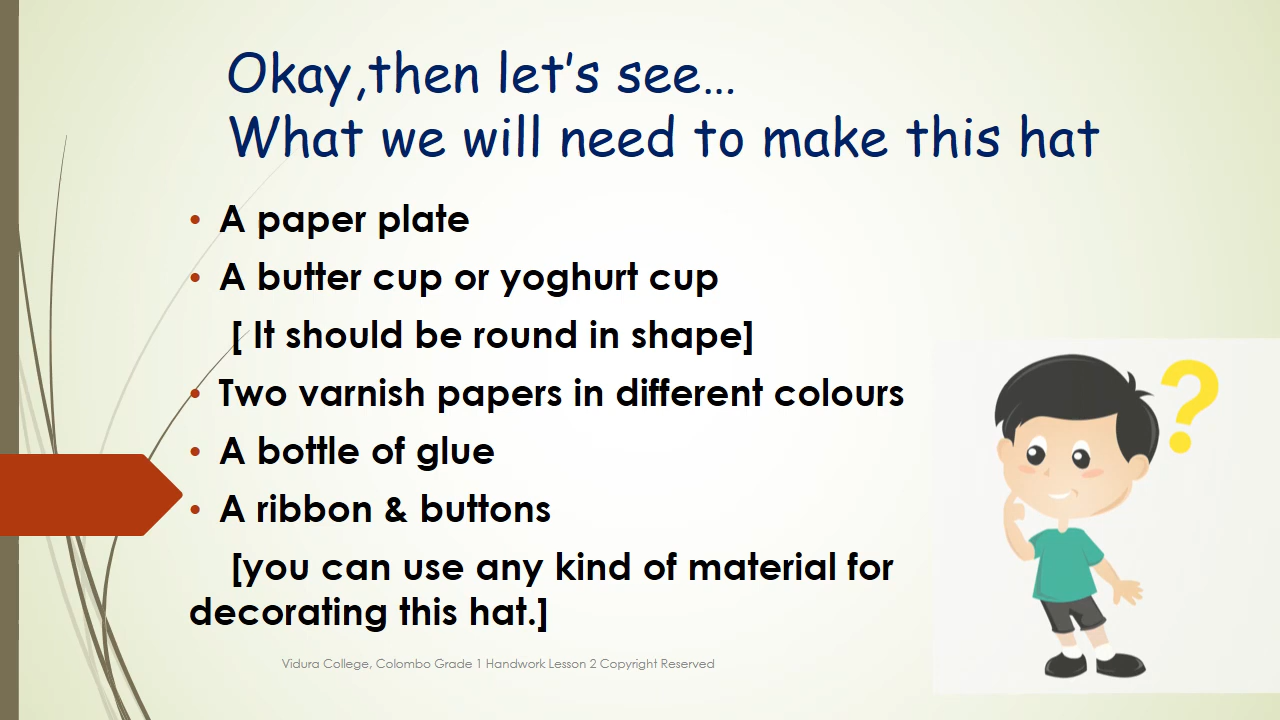 Okay,then let’s see…
What we will need to make this hat
• A paper plate
• A butter cup or yoghurt cup
[ It should be round in shape]
• Two varnish papers in different colours
• A bottle of glue
• A ribbon & buttons
[you can use any kind of material for
decorating this hat.]
?
Vidura College, Colombo Grade 1 Handwork Lesson 2 Copyright Reserved